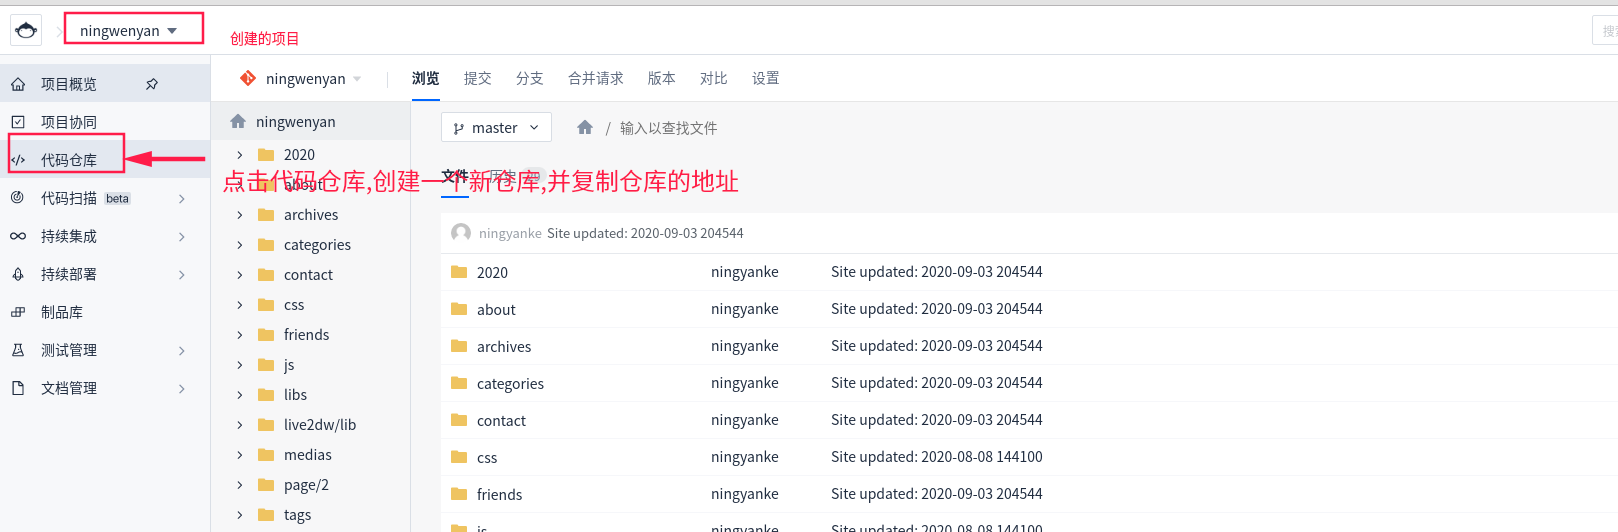 ningwenyan
创建的项目
搜
项目概览
项目协同
代码仓库
代码扫描 beta
持续集成
持续部署
制品库
测试管理
文档管理
ningwenyan
浏览 提交 分支 合并请求 版本 对比 设置
ningwenyan
2020
about
archives
categories
contact
css
friends
js
libs
live2dw/lib
medias
page/2
tags
点击代码仓库,创建一个新仓库,并复制仓库的地址
master
/ 输入以查找文件
文件 历史
ningyanke Site updated: 2020-09-03 204544
2020 ningyanke Site updated: 2020-09-03 204544
about ningyanke Site updated: 2020-09-03 204544
archives ningyanke Site updated: 2020-09-03 204544
categories ningyanke Site updated: 2020-09-03 204544
contact ningyanke Site updated: 2020-09-03 204544
css ningyanke Site updated: 2020-08-08 144100
friends ningyanke Site updated: 2020-09-03 204544
js ningyanke Site updated: 2020-08-08 144100